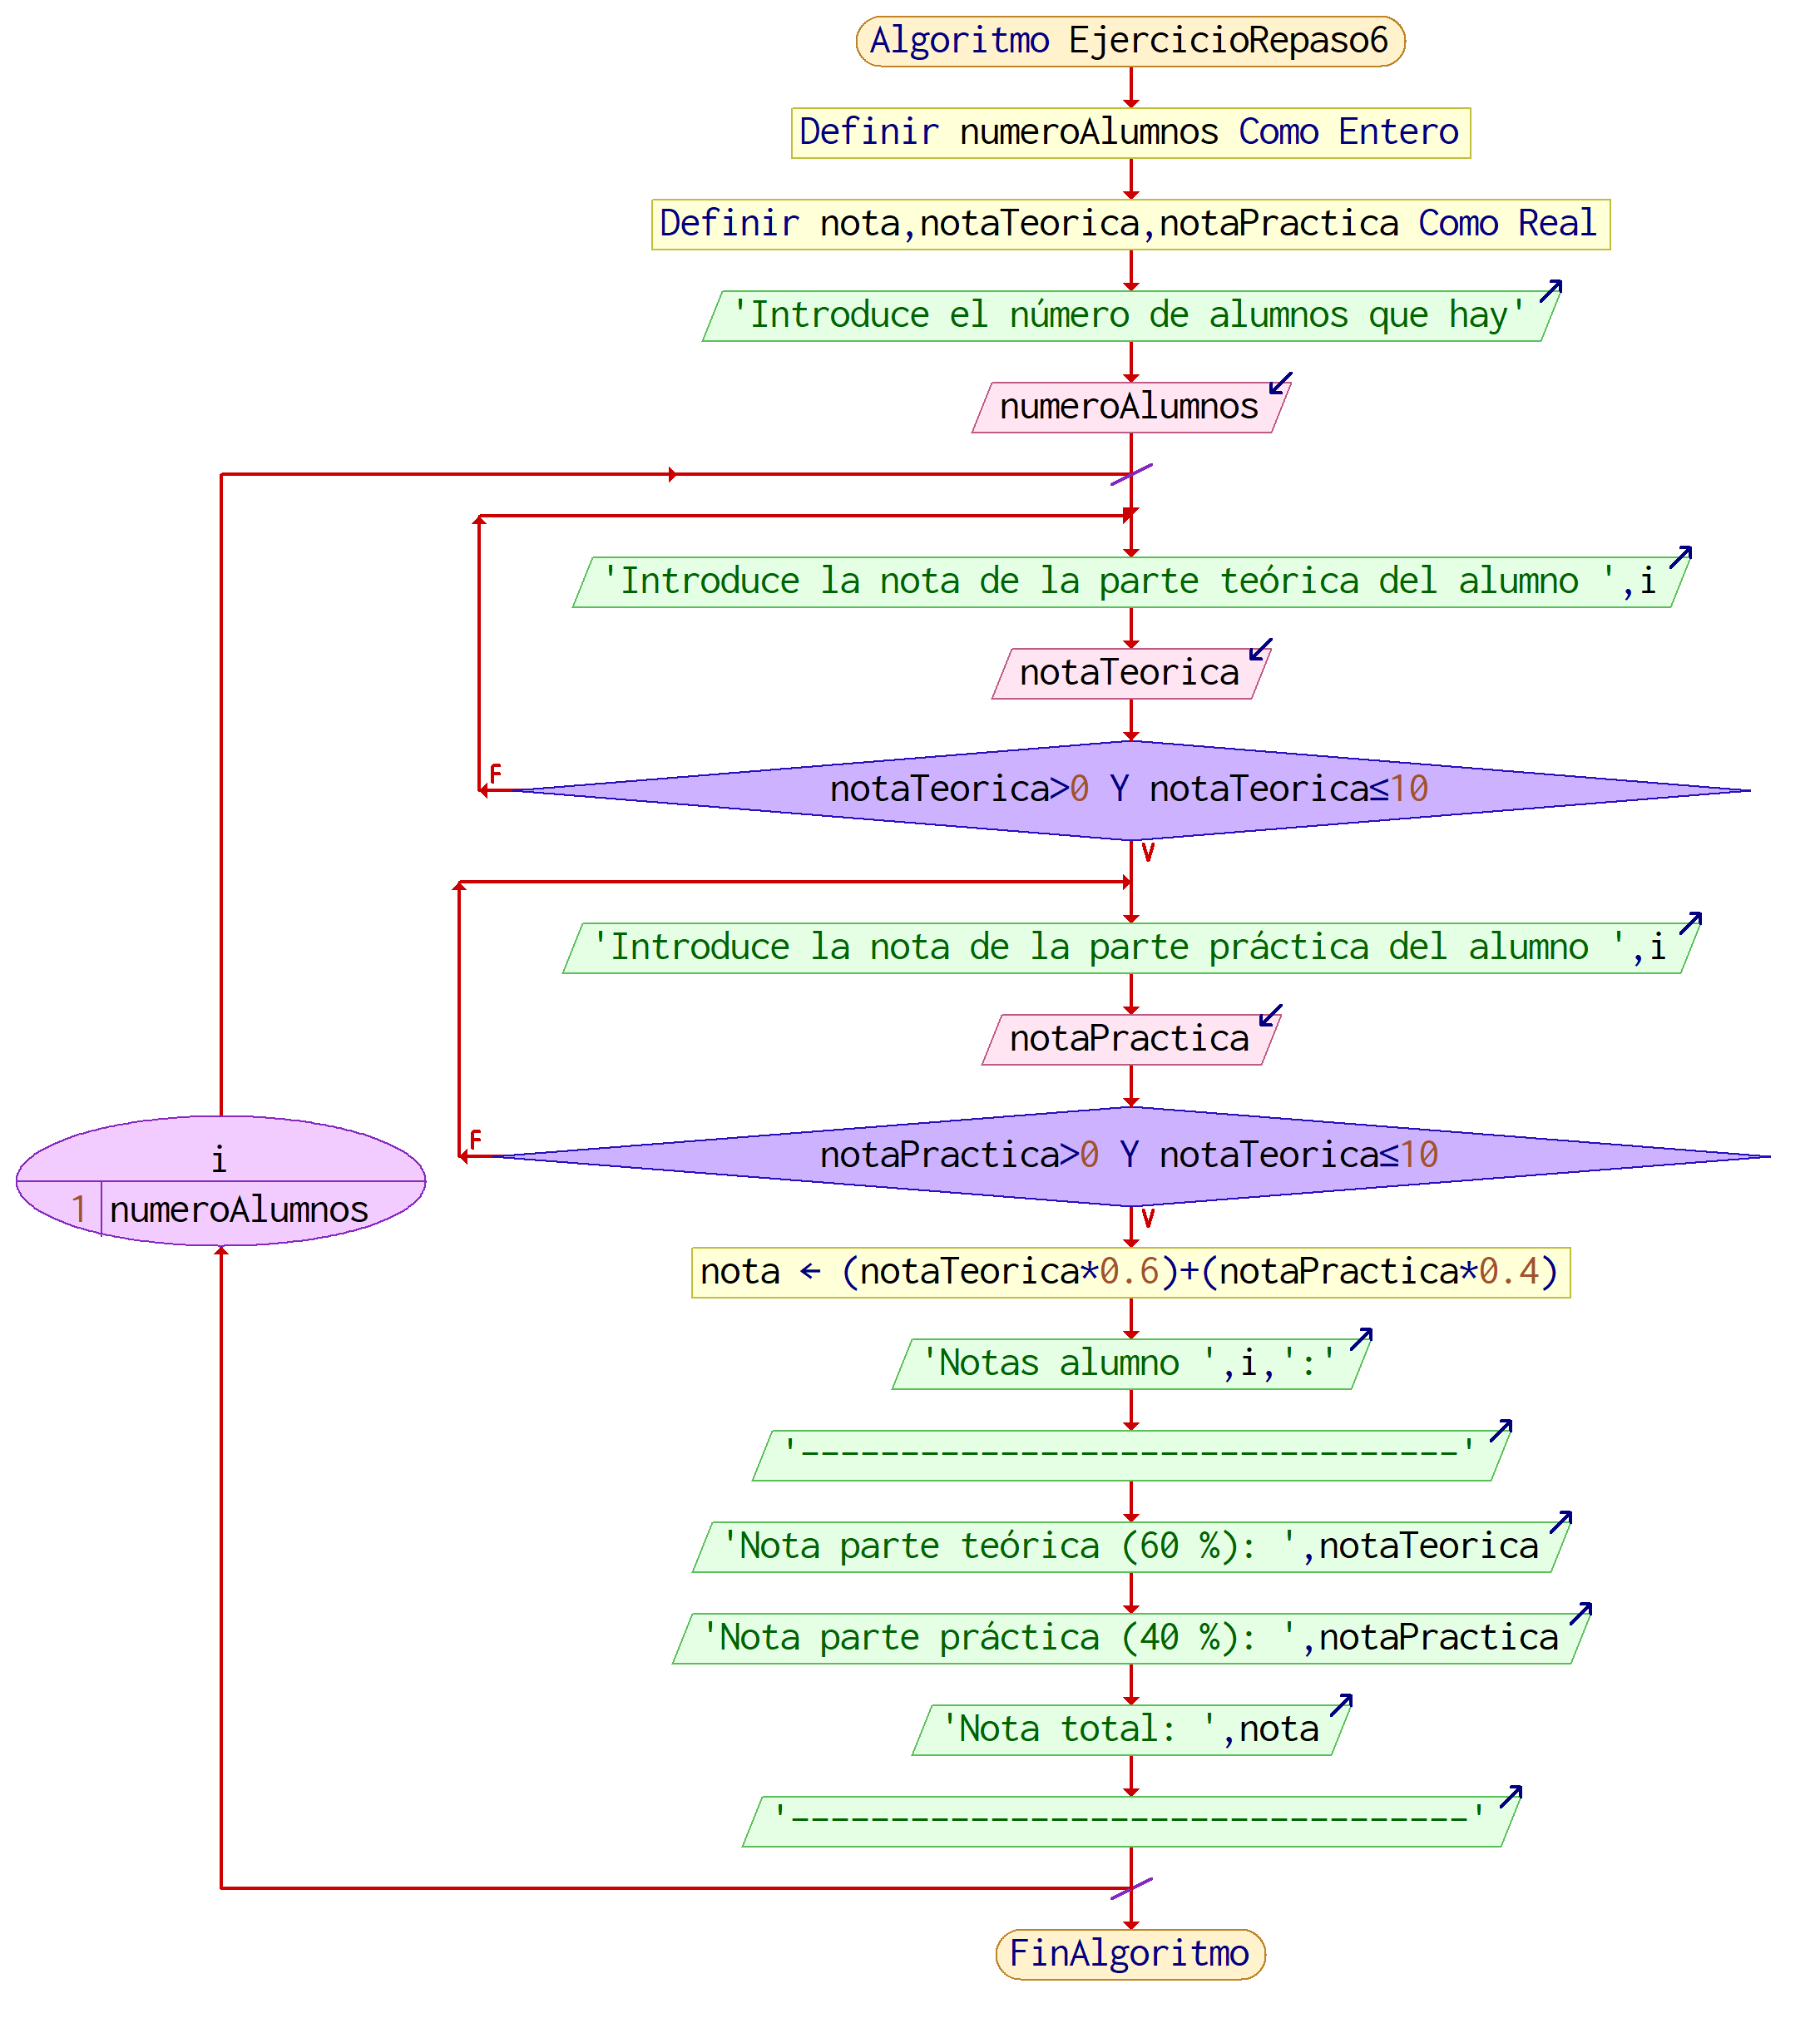 Algoritmo EjercicioRepaso6
Definir numeroAlumnos Como Entero
Definir nota,notaTeorica,notaPractica Como Real
'Introduce el número de alumnos que hay'
numeroAlumnos
'Introduce la nota de la parte teórica del alumno ',i
notaTeorica
F
notaTeorica>0 Y notaTeorica≤10
V
'Introduce la nota de la parte práctica del alumno ',i
notaPractica
F
notaPractica>0 Y notaTeorica≤10
V
i
1 numeroAlumnos
nota ← (notaTeorica*0.6)+(notaPractica*0.4)
'Notas alumno ',i,':'
'---------------------------------'
'Nota parte teórica (60 %): ',notaTeorica
'Nota parte práctica (40 %): ',notaPractica
'Nota total: ',nota
'----------------------------------'
FinAlgoritmo